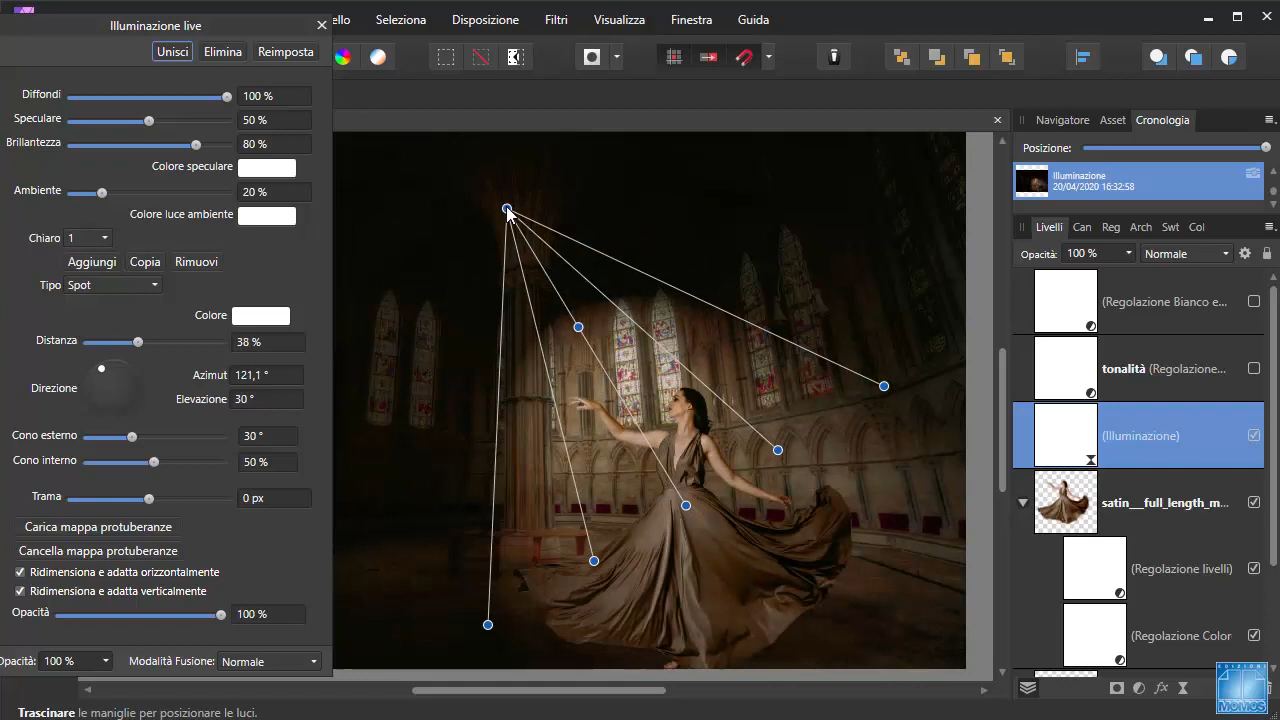 Illuminazione live
ello Seleziona Disposizione Filtri Visualizza Finestra Guida
Unisci Elimina Reimposta
Diffondi 100 %
Speculare 50 %
Brillantezza 80 %
Colore speculare
Ambiente 20 %
Colore luce ambiente
Chiaro 1
Aggiungi Copia Rimuovi
Tipo Spot
Colore
Distanza 38 %
Direzione
Azimut 121,1 °
Elevazione 30 °
Cono esterno 30 °
Cono interno 50 %
Trama 0 px
Carica mappa protuberanze
Cancella mappa protuberanze
Ridimensiona e adatta orizzontalmente
Ridimensiona e adatta verticalmente
Opacità 100 %
Opacità: 100 % Modalità Fusione: Normale
Navigatore Asset Cronologia
Posizione:
Illuminazione
20/04/2020 16:32:58
Livelli Can Reg Arch Swt Col
Opacità: 100 % Normale
(Regolazione Bianco e...
tonalità (Regolazione...
(Illuminazione)
satin__full_length_m...
(Regolazione livelli)
(Regolazione Color
fx
EDIZIONI
MOMOS
Trascinare le maniglie per posizionare le luci.